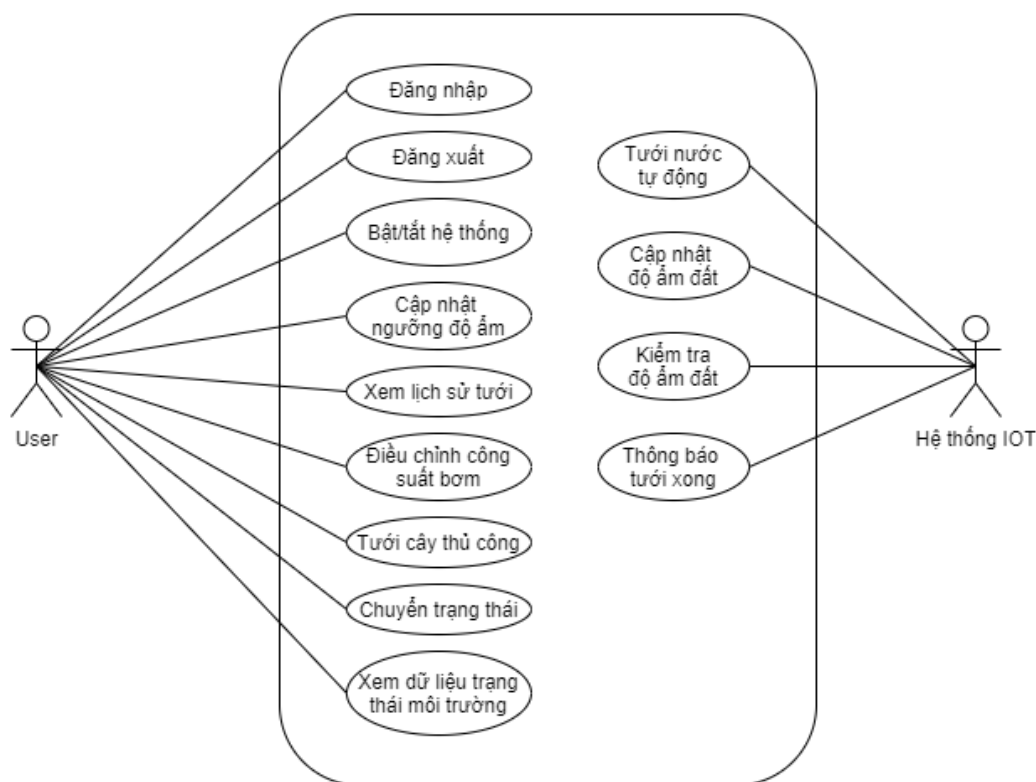 Đăng nhập
Đăng xuất
Bật/tắt hệ thống
Cập nhật
ngưỡng độ ẩm
Xem lịch sử tưới
Điều chỉnh công
suất bơm
Tưới cây thủ công
Chuyển trạng thái
Xem dữ liệu trạng
thái môi trường
Tưới nước
tự động
Cập nhật
độ ẩm đất
Kiểm tra
độ ẩm đất
Thông báo
tưới xong
User
Hệ thống IOT